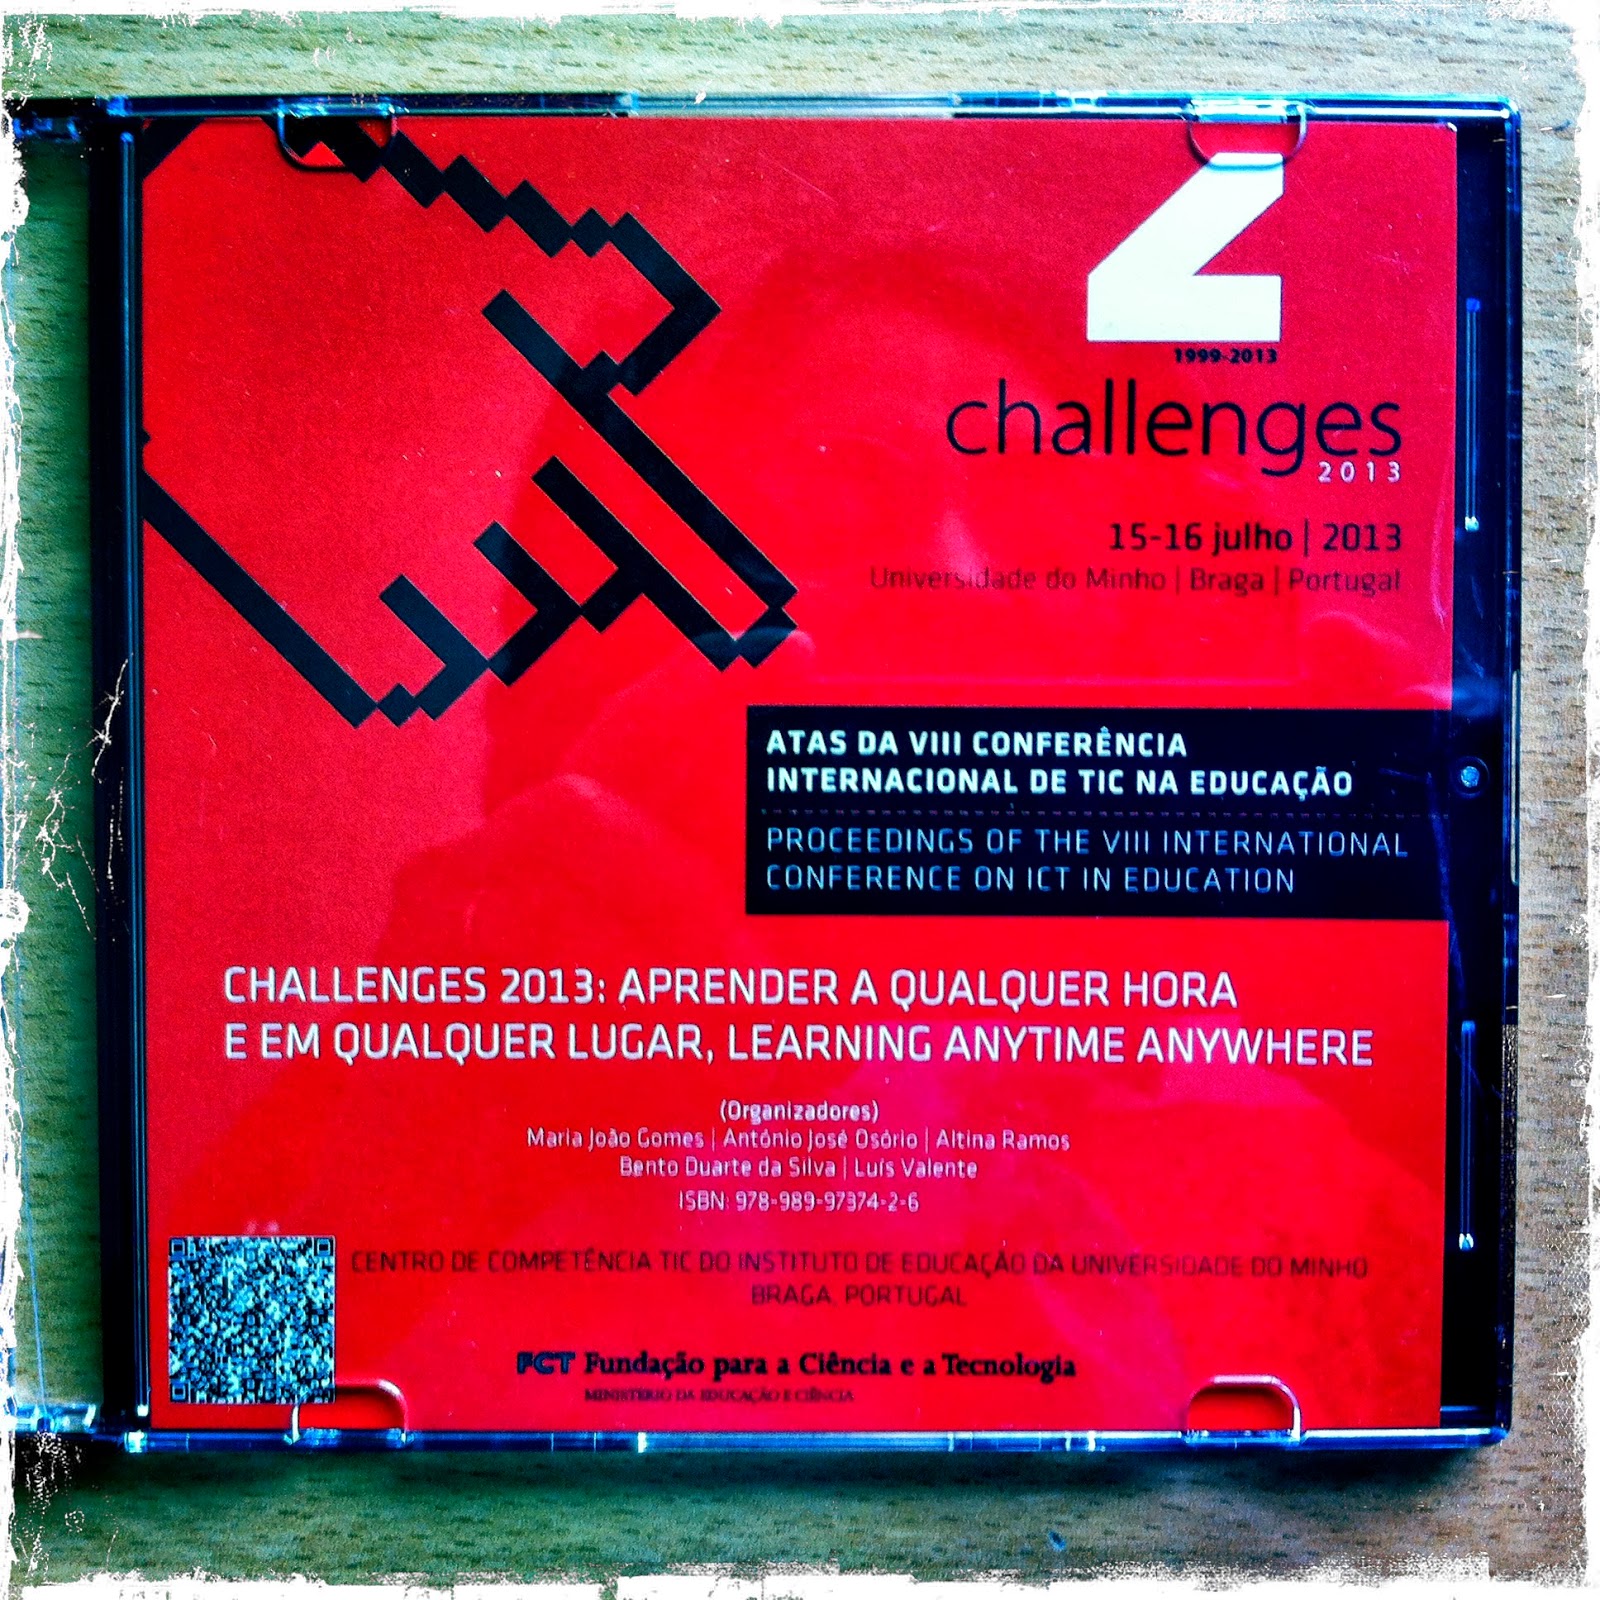 1999-2013
challenges
2013
15-16 julho | 2013
Universidade do Minho | Braga | Portugal
ATAS DA VIII CONFERÊNCIA
INTERNACIONAL DE TIC NA EDUCAÇÃO
PROCEEDINGS OF THE VIII INTERNATIONAL
CONFERENCE ON ICT IN EDUCATION
CHALLENGES 2013: APRENDER A QUALQUER HORA
E EM QUALQUER LUGAR, LEARNING ANYTIME ANYWHERE
(Organizadores)
Maria João Gomes | António José Osório | Altina Ramos
Bento Duarte da Silva | Luís Valente
ISBN: 978-989-97374-2-6
CENTRO DE COMPETÊNCIA TIC DO INSTITUTO DE EDUCAÇÃO DA UNIVERSIDADE DO MINHO
BRAGA, PORTUGAL
FCT Fundação para a Ciência e a Tecnologia
MINISTÉRIO DA EDUCAÇÃO E CIÊNCIA